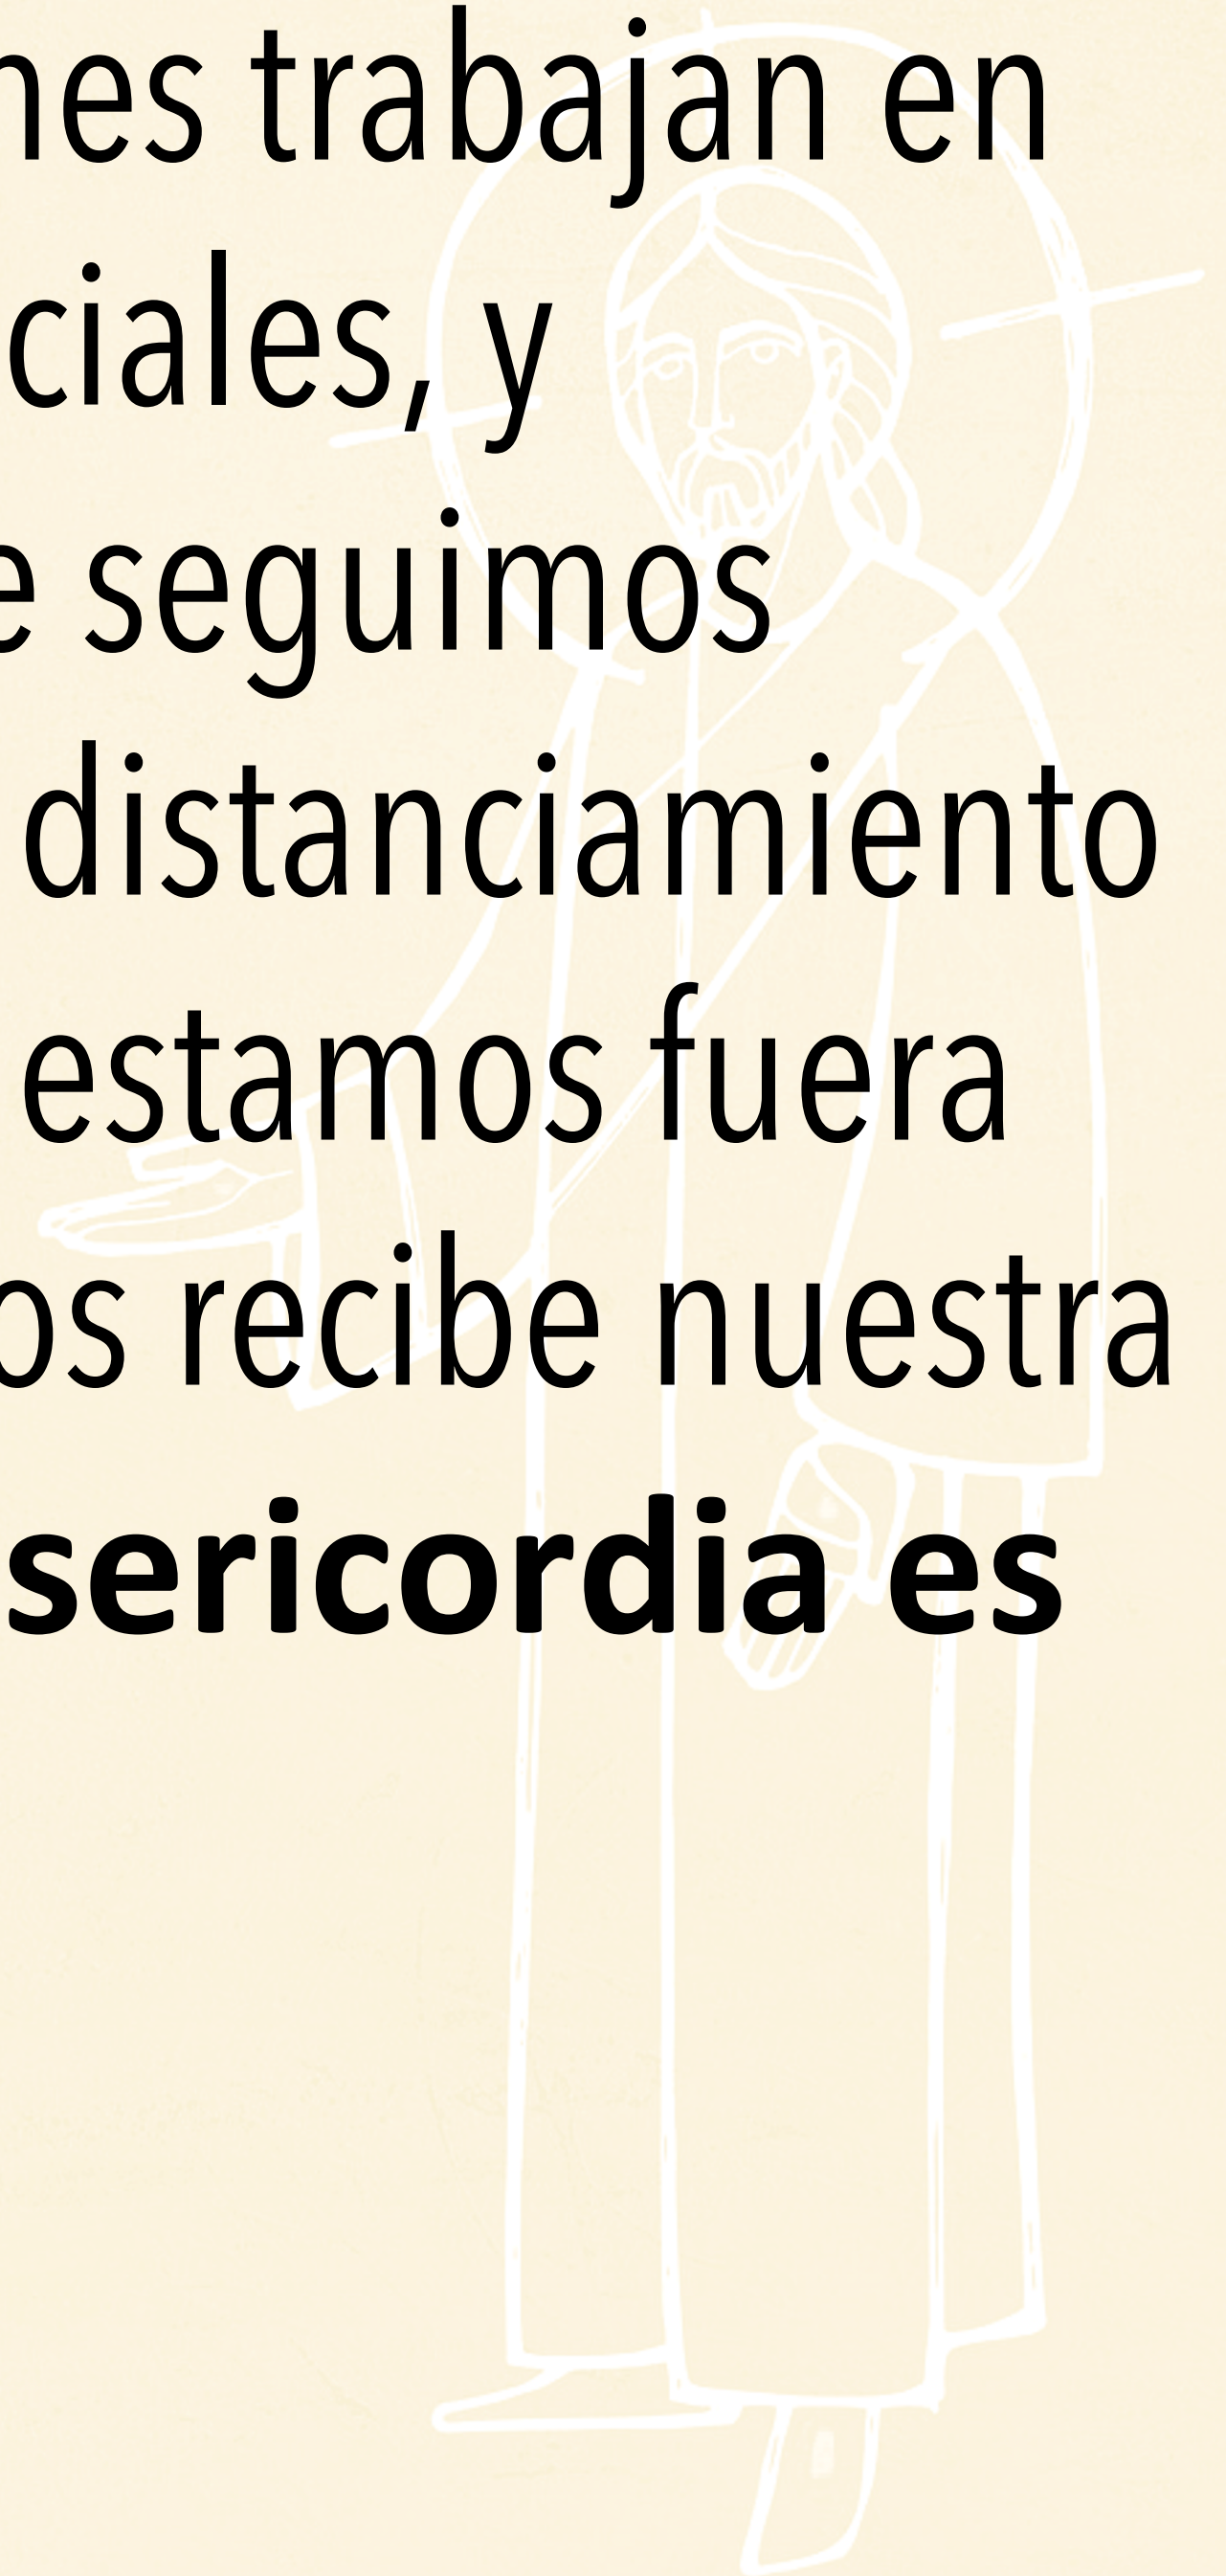 nes trabajan en
ciales, y
e seguimos
distanciamiento
estamos fuera
os recibe nuestra
sericordia es